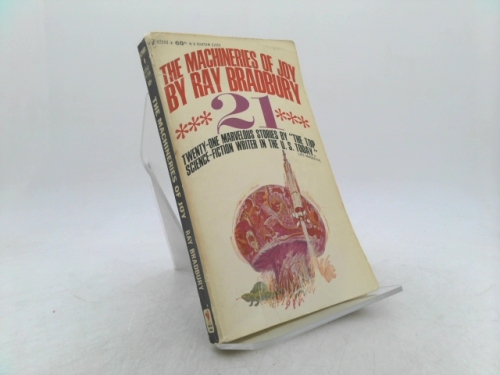 60¢
THE MACHINERIES OF JOY
BY RAY BRADBURY
***21***
TWENTY-ONE MARVELOUS STORIES BY "THE TOP
SCIENCE-FICTION WRITER IN THE U. S. TODAY."
THE MACHINERIES OF JOY RAY BRADBURY